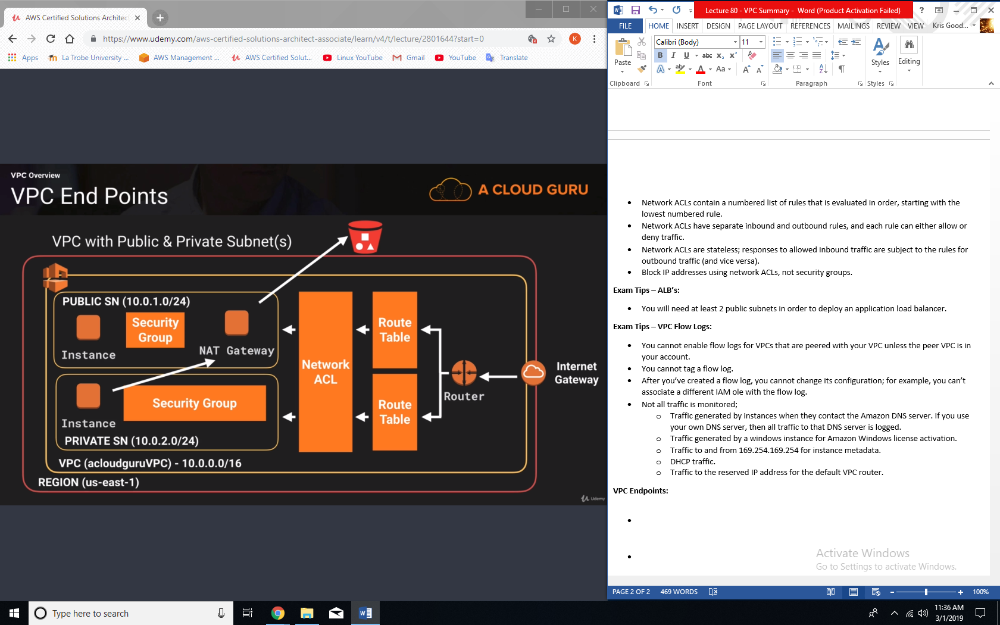 AWS Certified Solutions Architec
https://www.udemy.com/aws-certified-solutions-architect-associate/learn/v4/t/lecture/2801644?start=0
K
Apps
La Trobe University ...
AWS Management ...
AWS Certified Solut...
Linux YouTube
Gmail
YouTube
Translate
VPC Overview
VPC End Points
A CLOUD GURU
VPC with Public & Private Subnet(s)
PUBLIC SN (10.0.1.0/24)
Security
Group
Instance
NAT Gateway
Security Group
Instance
PRIVATE SN (10.0.2.0/24)
VPC (acloudguruVPC) - 10.0.0.0/16
REGION (us-east-1)
Network
ACL
Route
Table
Route
Table
Router
Internet
Gateway
Udemy
Lecture 80 - VPC Summary - Word (Product Activation Failed)
FILE HOME INSERT DESIGN PAGE LAYOUT REFERENCES MAILINGS REVIEW VIEW Kris Good...
Paste
Calibri (Body) 11
B I U abc x₂ x²
A ab A Aa A A
Styles
Editing
Clipboard Font Paragraph Styles
Network ACLs contain a numbered list of rules that is evaluated in order, starting with the
lowest numbered rule.
Network ACLs have separate inbound and outbound rules, and each rule can either allow or
deny traffic.
Network ACLs are stateless; responses to allowed inbound traffic are subject to the rules for
outbound traffic (and vice versa).
Block IP addresses using network ACLs, not security groups.
Exam Tips – ALB’s:
You will need at least 2 public subnets in order to deploy an application load balancer.
Exam Tips – VPC Flow Logs:
You cannot enable flow logs for VPCs that are peered with your VPC unless the peer VPC is in
your account.
You cannot tag a flow log.
After you’ve created a flow log, you cannot change its configuration; for example, you can’t
associate a different IAM ole with the flow log.
Not all traffic is monitored;
o Traffic generated by instances when they contact the Amazon DNS server. If you use
your own DNS server, then all traffic to that DNS server is logged.
o Traffic generated by a windows instance for Amazon Windows license activation.
o Traffic to and from 169.254.169.254 for instance metadata.
o DHCP traffic.
o Traffic to the reserved IP address for the default VPC router.
VPC Endpoints:
Activate Windows
Go to Settings to activate Windows.
PAGE 2 OF 2 469 WORDS 100%
Type here to search
11:36 AM
3/1/2019